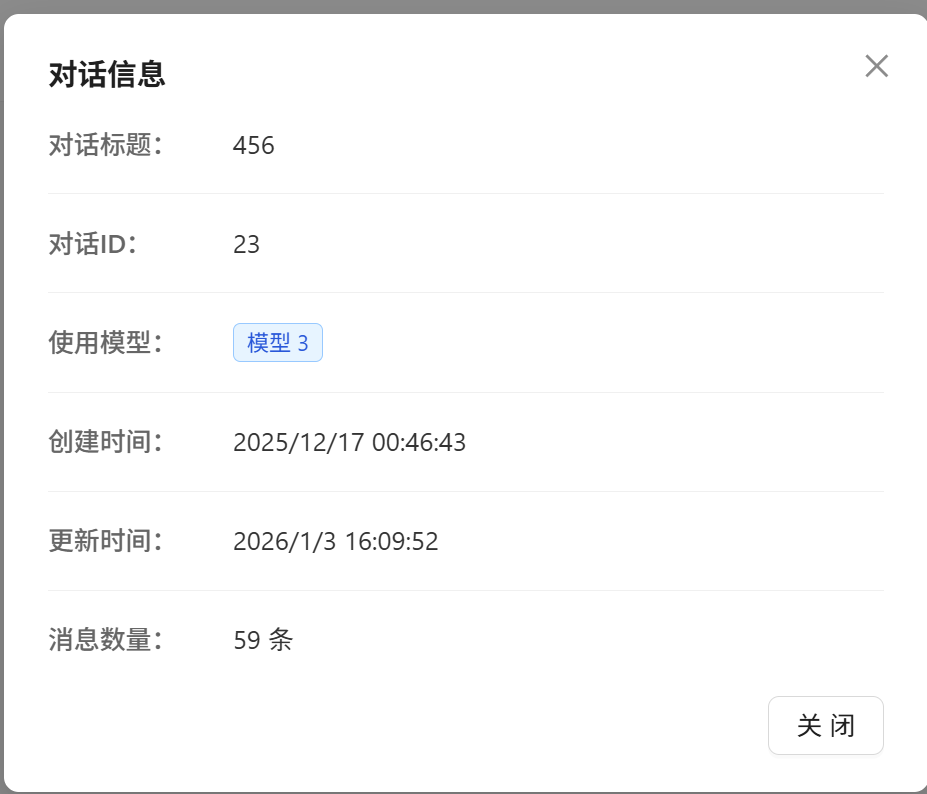 对话信息
对话标题： 456
对话ID： 23
使用模型： 模型 3
创建时间： 2025/12/17 00:46:43
更新时间： 2026/1/3 16:09:52
消息数量： 59 条
关 闭